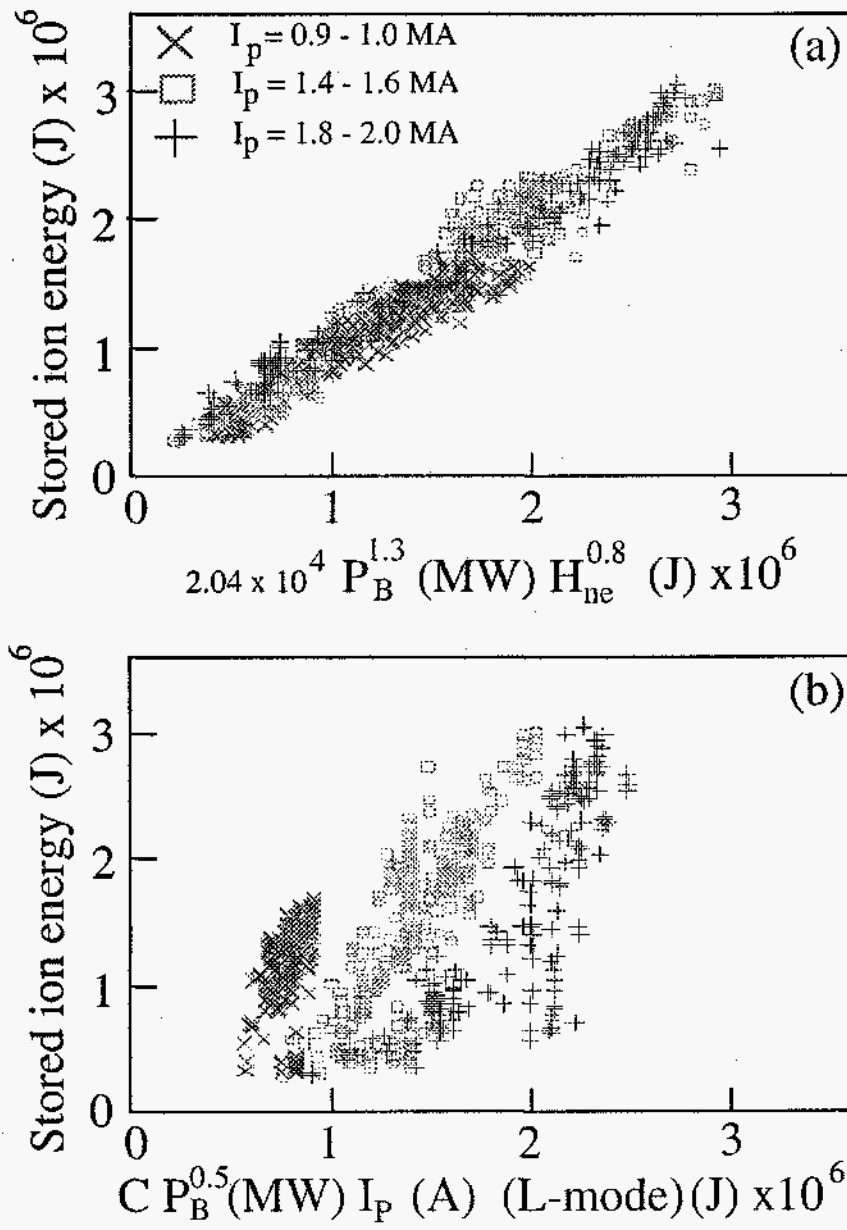 (a)
× I_p = 0.9 - 1.0 MA
□ I_p = 1.4 - 1.6 MA
+ I_p = 1.8 - 2.0 MA
Stored ion energy (J) x 10^6
3
2
1
0
0 1 2 3
2.04 x 10^4 P_B^1.3 (MW) H_ne^0.8 (J) x10^6
(b)
Stored ion energy (J) x 10^6
3
2
1
0
0 1 2 3
C P_B^0.5(MW) I_P (A) (L-mode)(J) x10^6